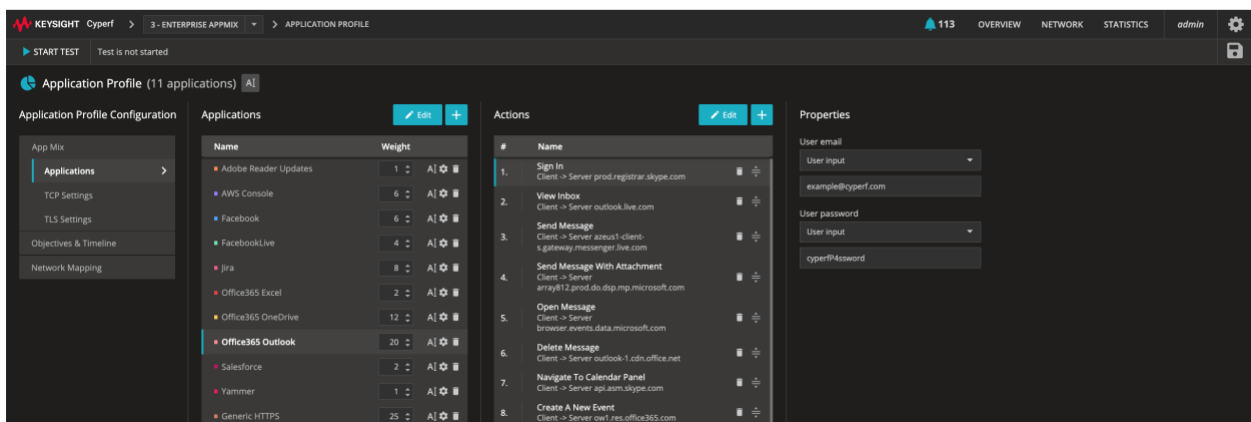 KEYSIGHT Cyperf > 3 - ENTERPRISE APPMIX > APPLICATION PROFILE 113 OVERVIEW NETWORK STATISTICS admin
START TEST Test is not started
Application Profile (11 applications) A[
Application Profile Configuration
App Mix
Applications >
TCP Settings
TLS Settings
Objectives & Timeline
Network Mapping
Applications Edit +
Name Weight
Adobe Reader Updates 1 A[
AWS Console 6 A[
Facebook 6 A[
FacebookLive 4 A[
Jira 8 A[
Office365 Excel 2 A[
Office365 OneDrive 12 A[
Office365 Outlook 20 A[
Salesforce 2 A[
Yammer 1 A[
Generic HTTPS 25 A[
Actions Edit +
# Name
1. Sign In
Client -> Server prod.registrar.skype.com
2. View Inbox
Client -> Server outlook.live.com
3. Send Message
Client -> Server azeus1-client-
s.gateway.messenger.live.com
4. Send Message With Attachment
Client -> Server
array812.prod.do.dsp.mp.microsoft.com
5. Open Message
Client -> Server
browser.events.data.microsoft.com
6. Delete Message
Client -> Server outlook-1.cdn.office.net
7. Navigate To Calendar Panel
Client -> Server api.asm.skype.com
8. Create A New Event
Client -> Server ow1.res.office365.com
Properties
User email
User input
example@cyperf.com
User password
User input
cyperfP4ssword